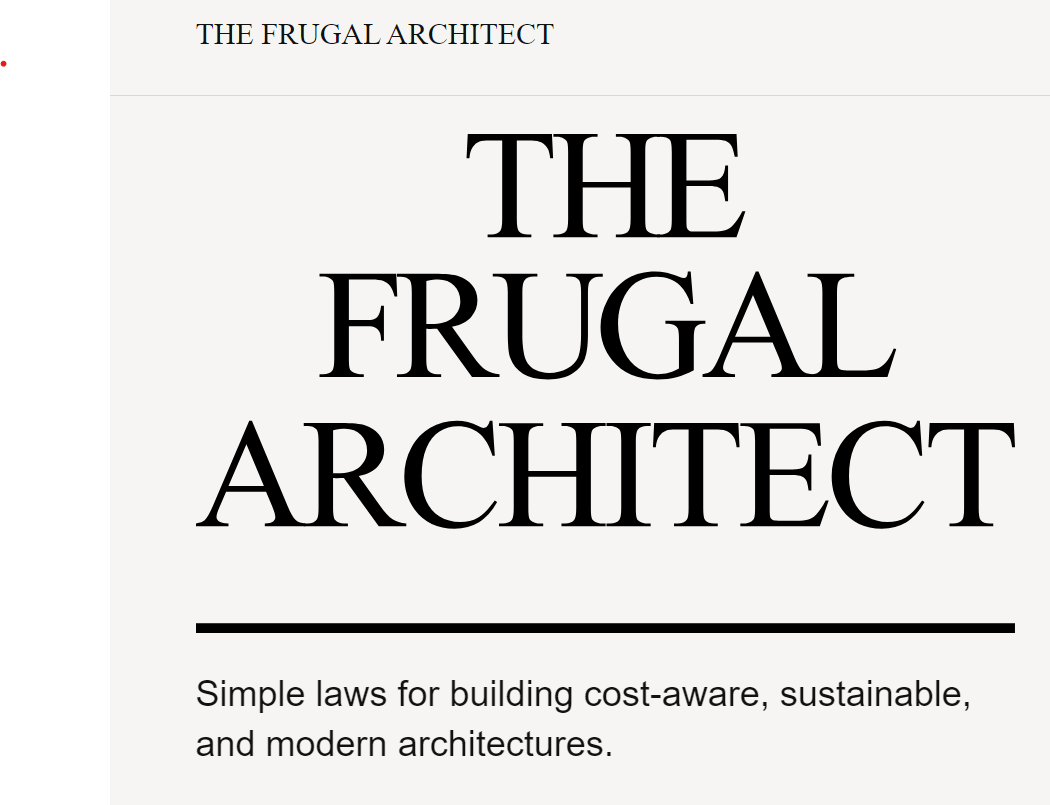 THE FRUGAL ARCHITECT
THE
FRUGAL
ARCHITECT
Simple laws for building cost-aware, sustainable,
and modern architectures.